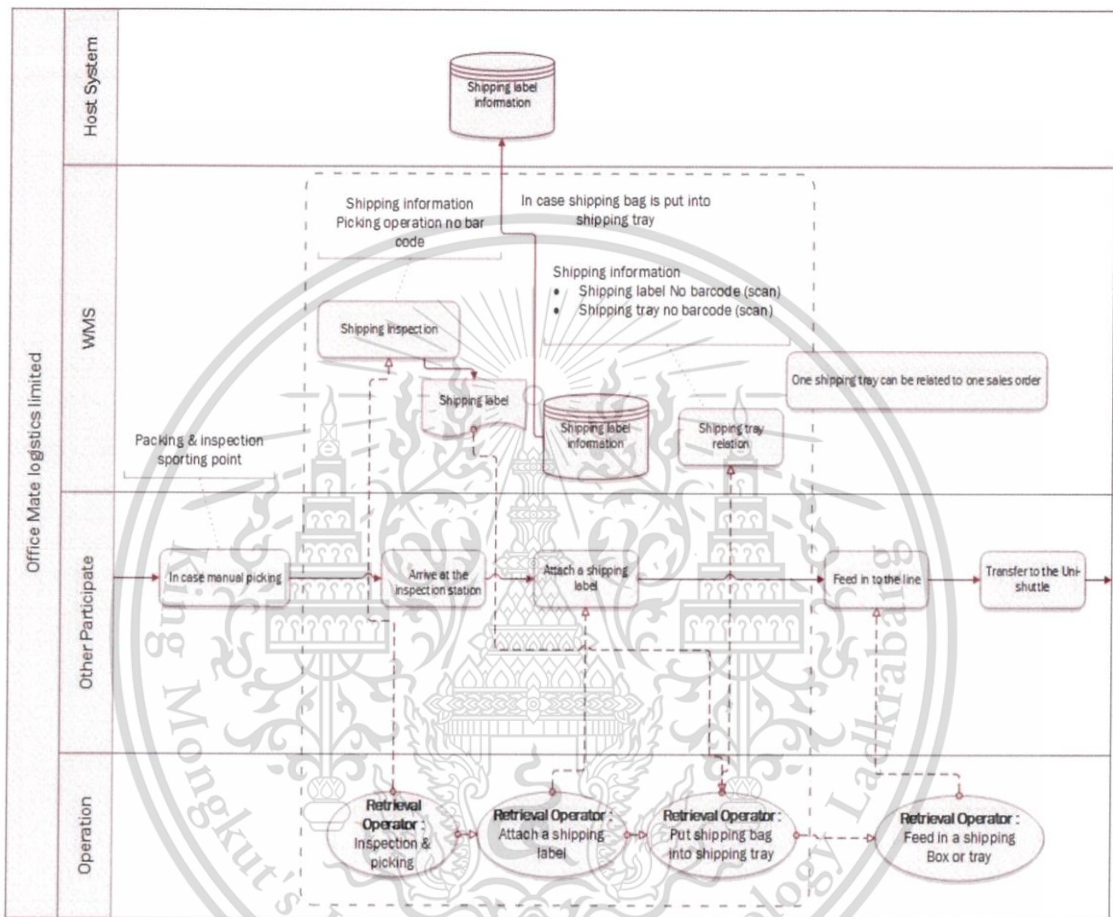 Office Mate logistics limited
Host System
Shipping label
information
WMS
Shipping information
Picking operation no bar
code
In case shipping bag is put into
shipping tray
Shipping information
• Shipping label No barcode (scan)
• Shipping tray no barcode (scan)
Shipping inspection
Shipping label
Shipping label
information
Shipping tray
relation
One shipping tray can be related to one sales order
Packing & inspection
sporting point
Other Participate
In case manual picking
Arrive at the
inspection station
Attach a shipping
label
Feed in to the line
Transfer to the Uni-
shuttle
Operation
Retrieval
Operator :
Inspection &
picking
Retrieval Operator :
Attach a shipping
label
Retrieval Operator :
Put shipping bag
into shipping tray
Retrieval Operator :
Feed in a shipping
Box or tray
King Mongkut's
Ladkrabang